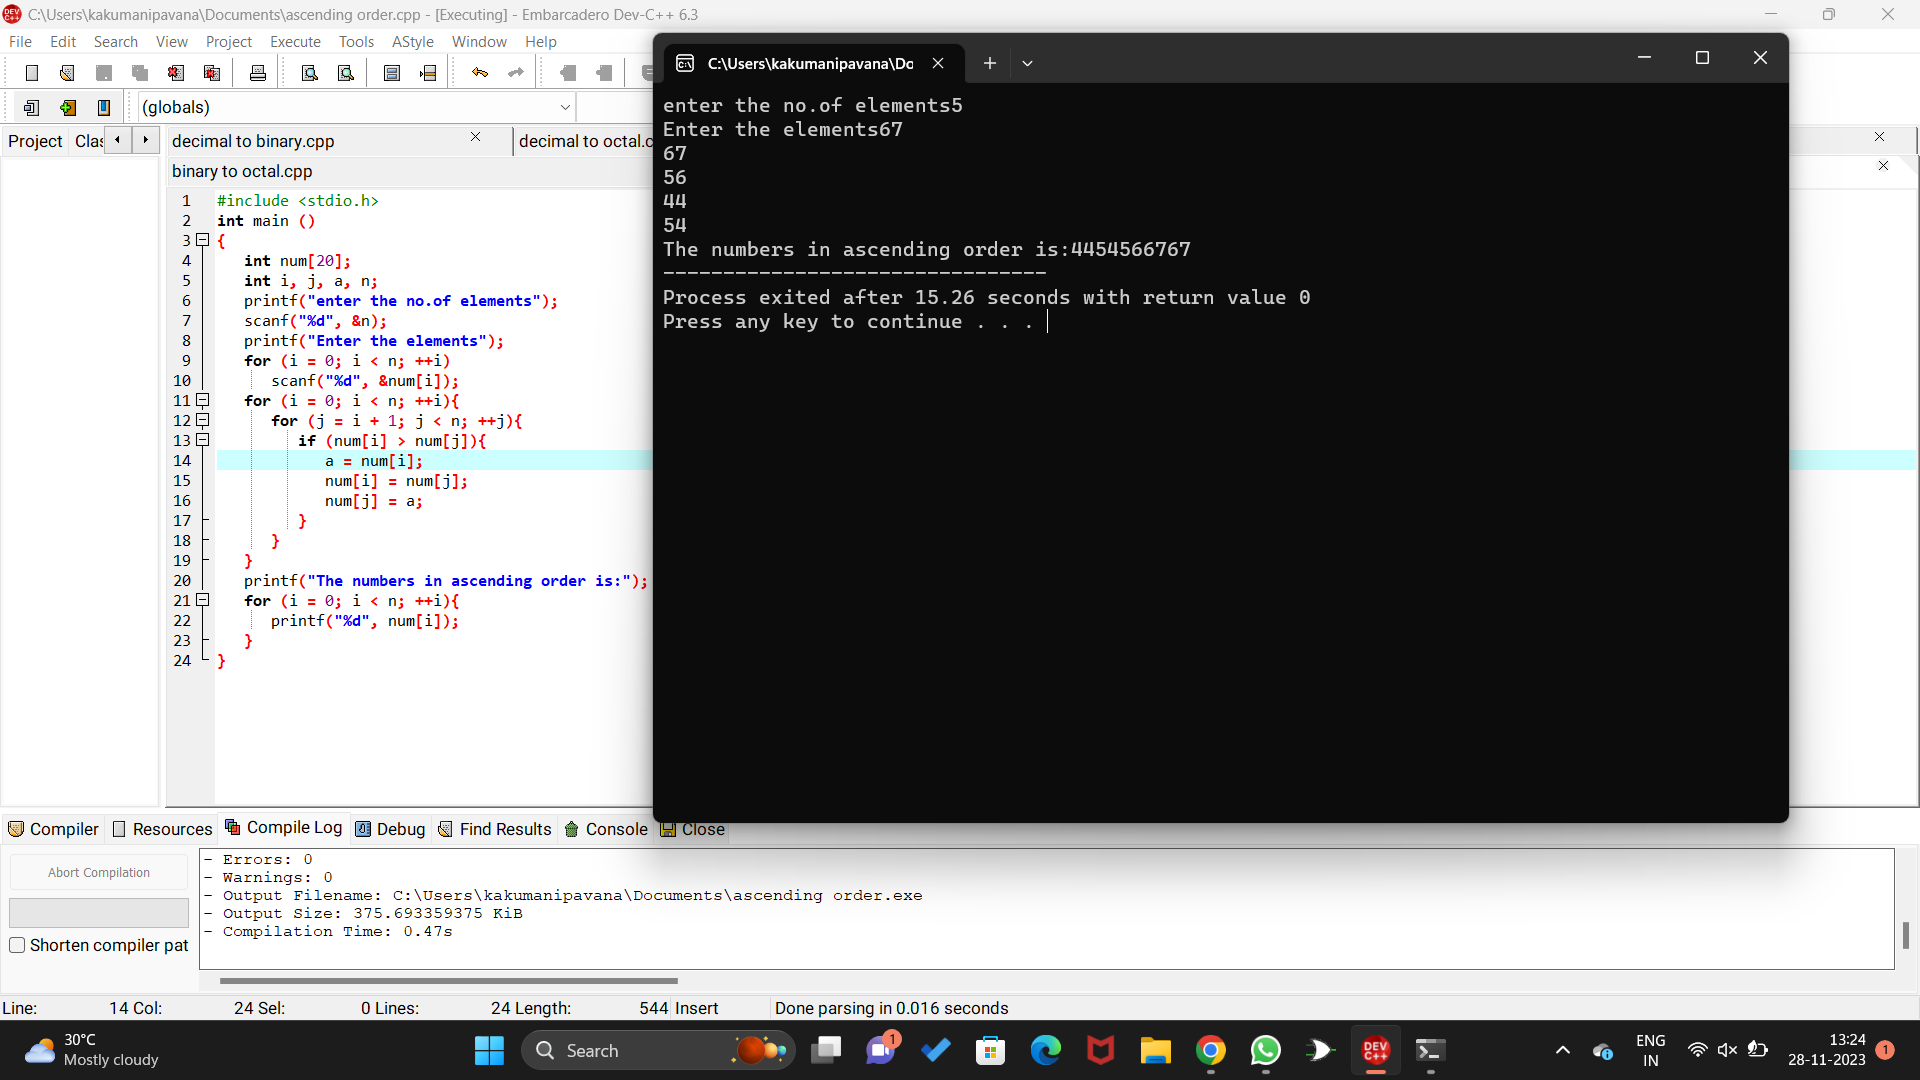 C:\Users\kakumanipavana\Documents\ascending order.cpp - [Executing] - Embarcadero Dev-C++ 6.3
File Edit Search View Project Execute Tools AStyle Window Help
(globals)
Project Clas
decimal to binary.cpp
decimal to octal.c
binary to octal.cpp
1 #include <stdio.h>
2 int main ()
3 {
4 int num[20];
5 int i, j, a, n;
6 printf("enter the no.of elements");
7 scanf("%d", &n);
8 printf("Enter the elements");
9 for (i = 0; i < n; ++i)
10 scanf("%d", &num[i]);
11 for (i = 0; i < n; ++i){
12 for (j = i + 1; j < n; ++j){
13 if (num[i] > num[j]){
14 a = num[i];
15 num[i] = num[j];
16 num[j] = a;
17 }
18 }
19 }
20 printf("The numbers in ascending order is:");
21 for (i = 0; i < n; ++i){
22 printf("%d", num[i]);
23 }
24 }
C:\Users\kakumanipavana\Do
enter the no.of elements5
Enter the elements67
67
56
44
54
The numbers in ascending order is:4454566767
--------------------------------
Process exited after 15.26 seconds with return value 0
Press any key to continue . . .
Compiler Resources Compile Log Debug Find Results Console Close
Abort Compilation
Shorten compiler pat
- Errors: 0
- Warnings: 0
- Output Filename: C:\Users\kakumanipavana\Documents\ascending order.exe
- Output Size: 375.693359375 KiB
- Compilation Time: 0.47s
Line: 14 Col: 24 Sel: 0 Lines: 24 Length: 544 Insert Done parsing in 0.016 seconds
30°C
Mostly cloudy
Search
1
DEV C++
ENG
IN
13:24
28-11-2023
1